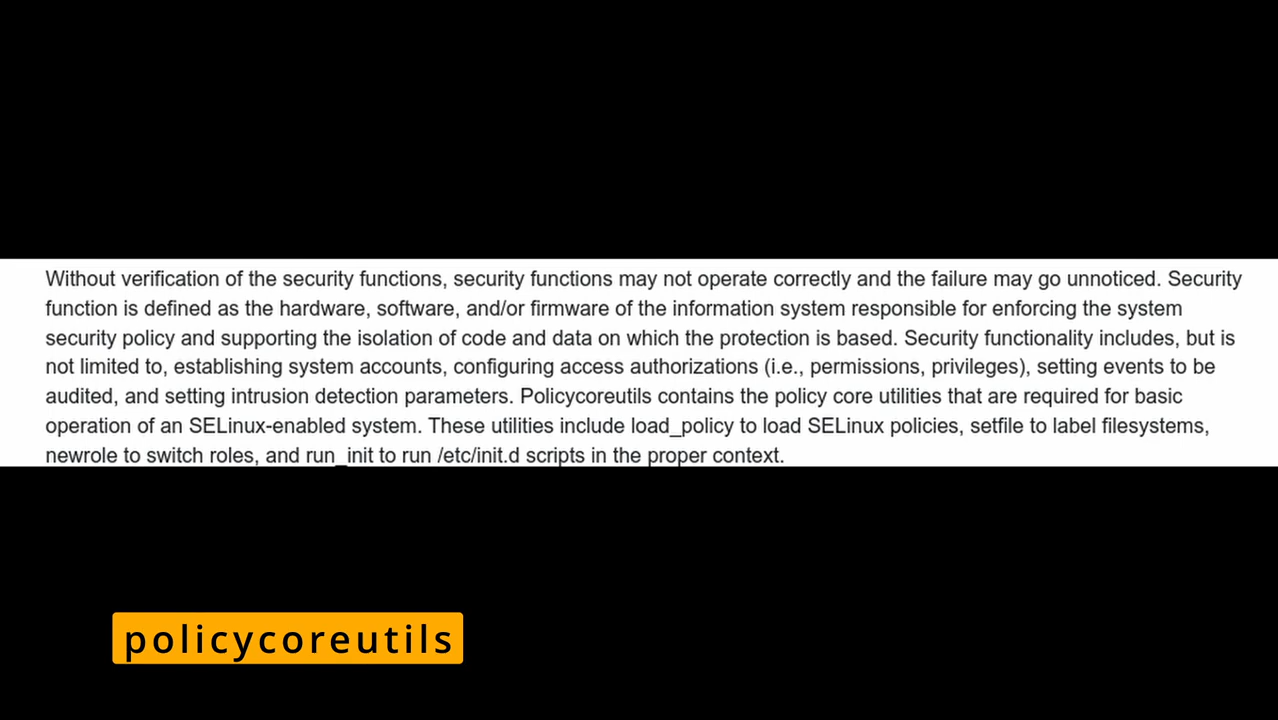 Without verification of the security functions, security functions may not operate correctly and the failure may go unnoticed. Security
function is defined as the hardware, software, and/or firmware of the information system responsible for enforcing the system
security policy and supporting the isolation of code and data on which the protection is based. Security functionality includes, but is
not limited to, establishing system accounts, configuring access authorizations (i.e., permissions, privileges), setting events to be
audited, and setting intrusion detection parameters. Policycoreutils contains the policy core utilities that are required for basic
operation of an SELinux-enabled system. These utilities include load_policy to load SELinux policies, setfile to label filesystems,
newrole to switch roles, and run_init to run /etc/init.d scripts in the proper context.
policycoreutils